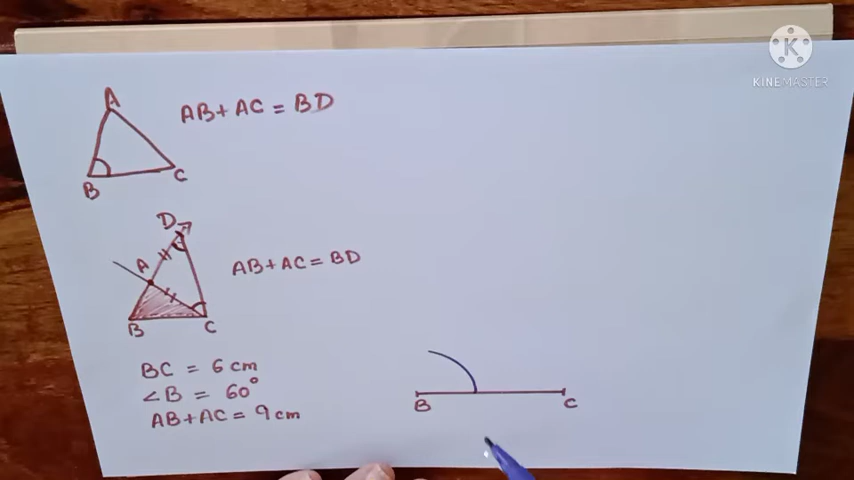 A
AB+AC = BD
B
C
D
A
AB+AC = BD
B
C
BC = 6 cm
∠B = 60°
AB+AC = 9 cm
B
C
K
KINEMASTER